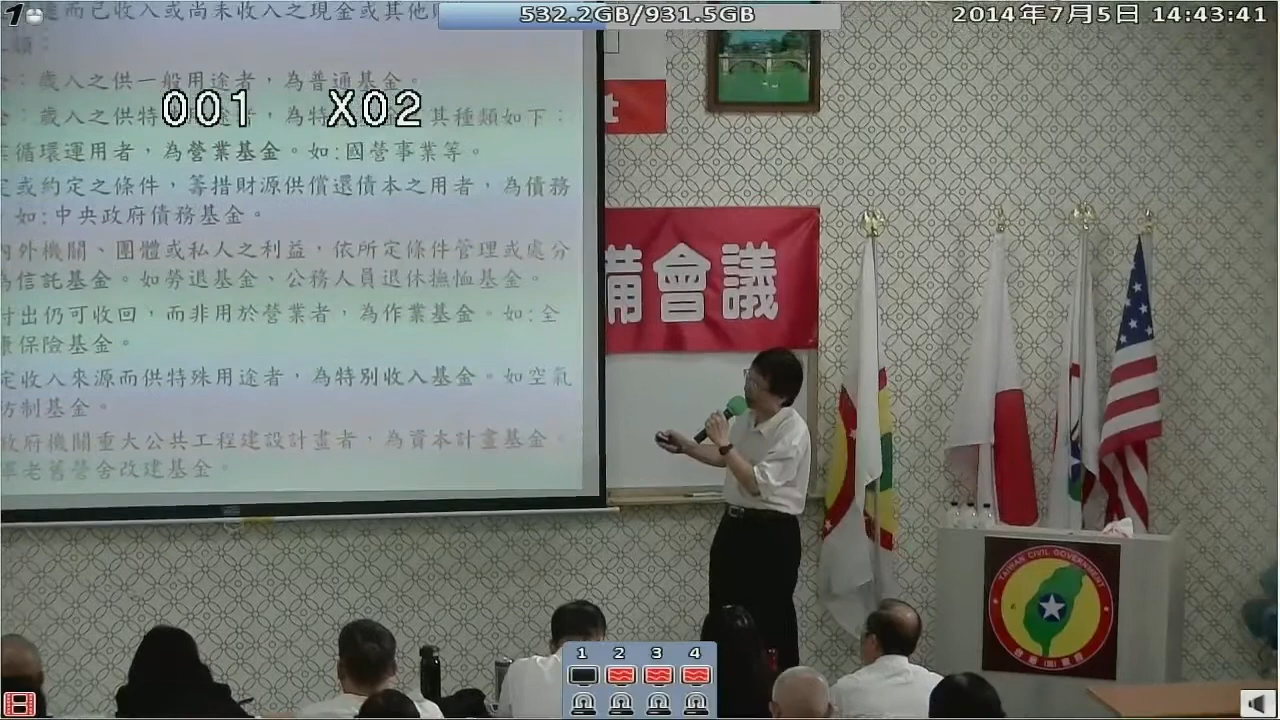 1
532.2GB/931.5GB
2014年7月5日 14:43:41
應而已收入或尚未收入之現金或其他
類：
：歲入之供一般用途者，為普通基金。
001 X02
：歲入之供特 途者，為特 其種類如下：
循環運用者，為營業基金。如：國營事業等。
定或約定之條件，籌措財源供償還債本之用者，為債務
如：中央政府債務基金。
內外機關、團體或私人之利益，依所定條件管理或處分
為信託基金。如勞退基金、公務人員退休撫恤基金。
付出仍可收回，而非用於營業者，為作業基金。如：全
康保險基金。
定收入來源而供特殊用途者，為特別收入基金。如空氣
防制基金。
政府機關重大公共工程建設計畫者，為資本計畫基金。
軍老舊營舍改建基金。
t
備會議
TAIWAN CIVIL GOVERNMENT
1 2 3 4